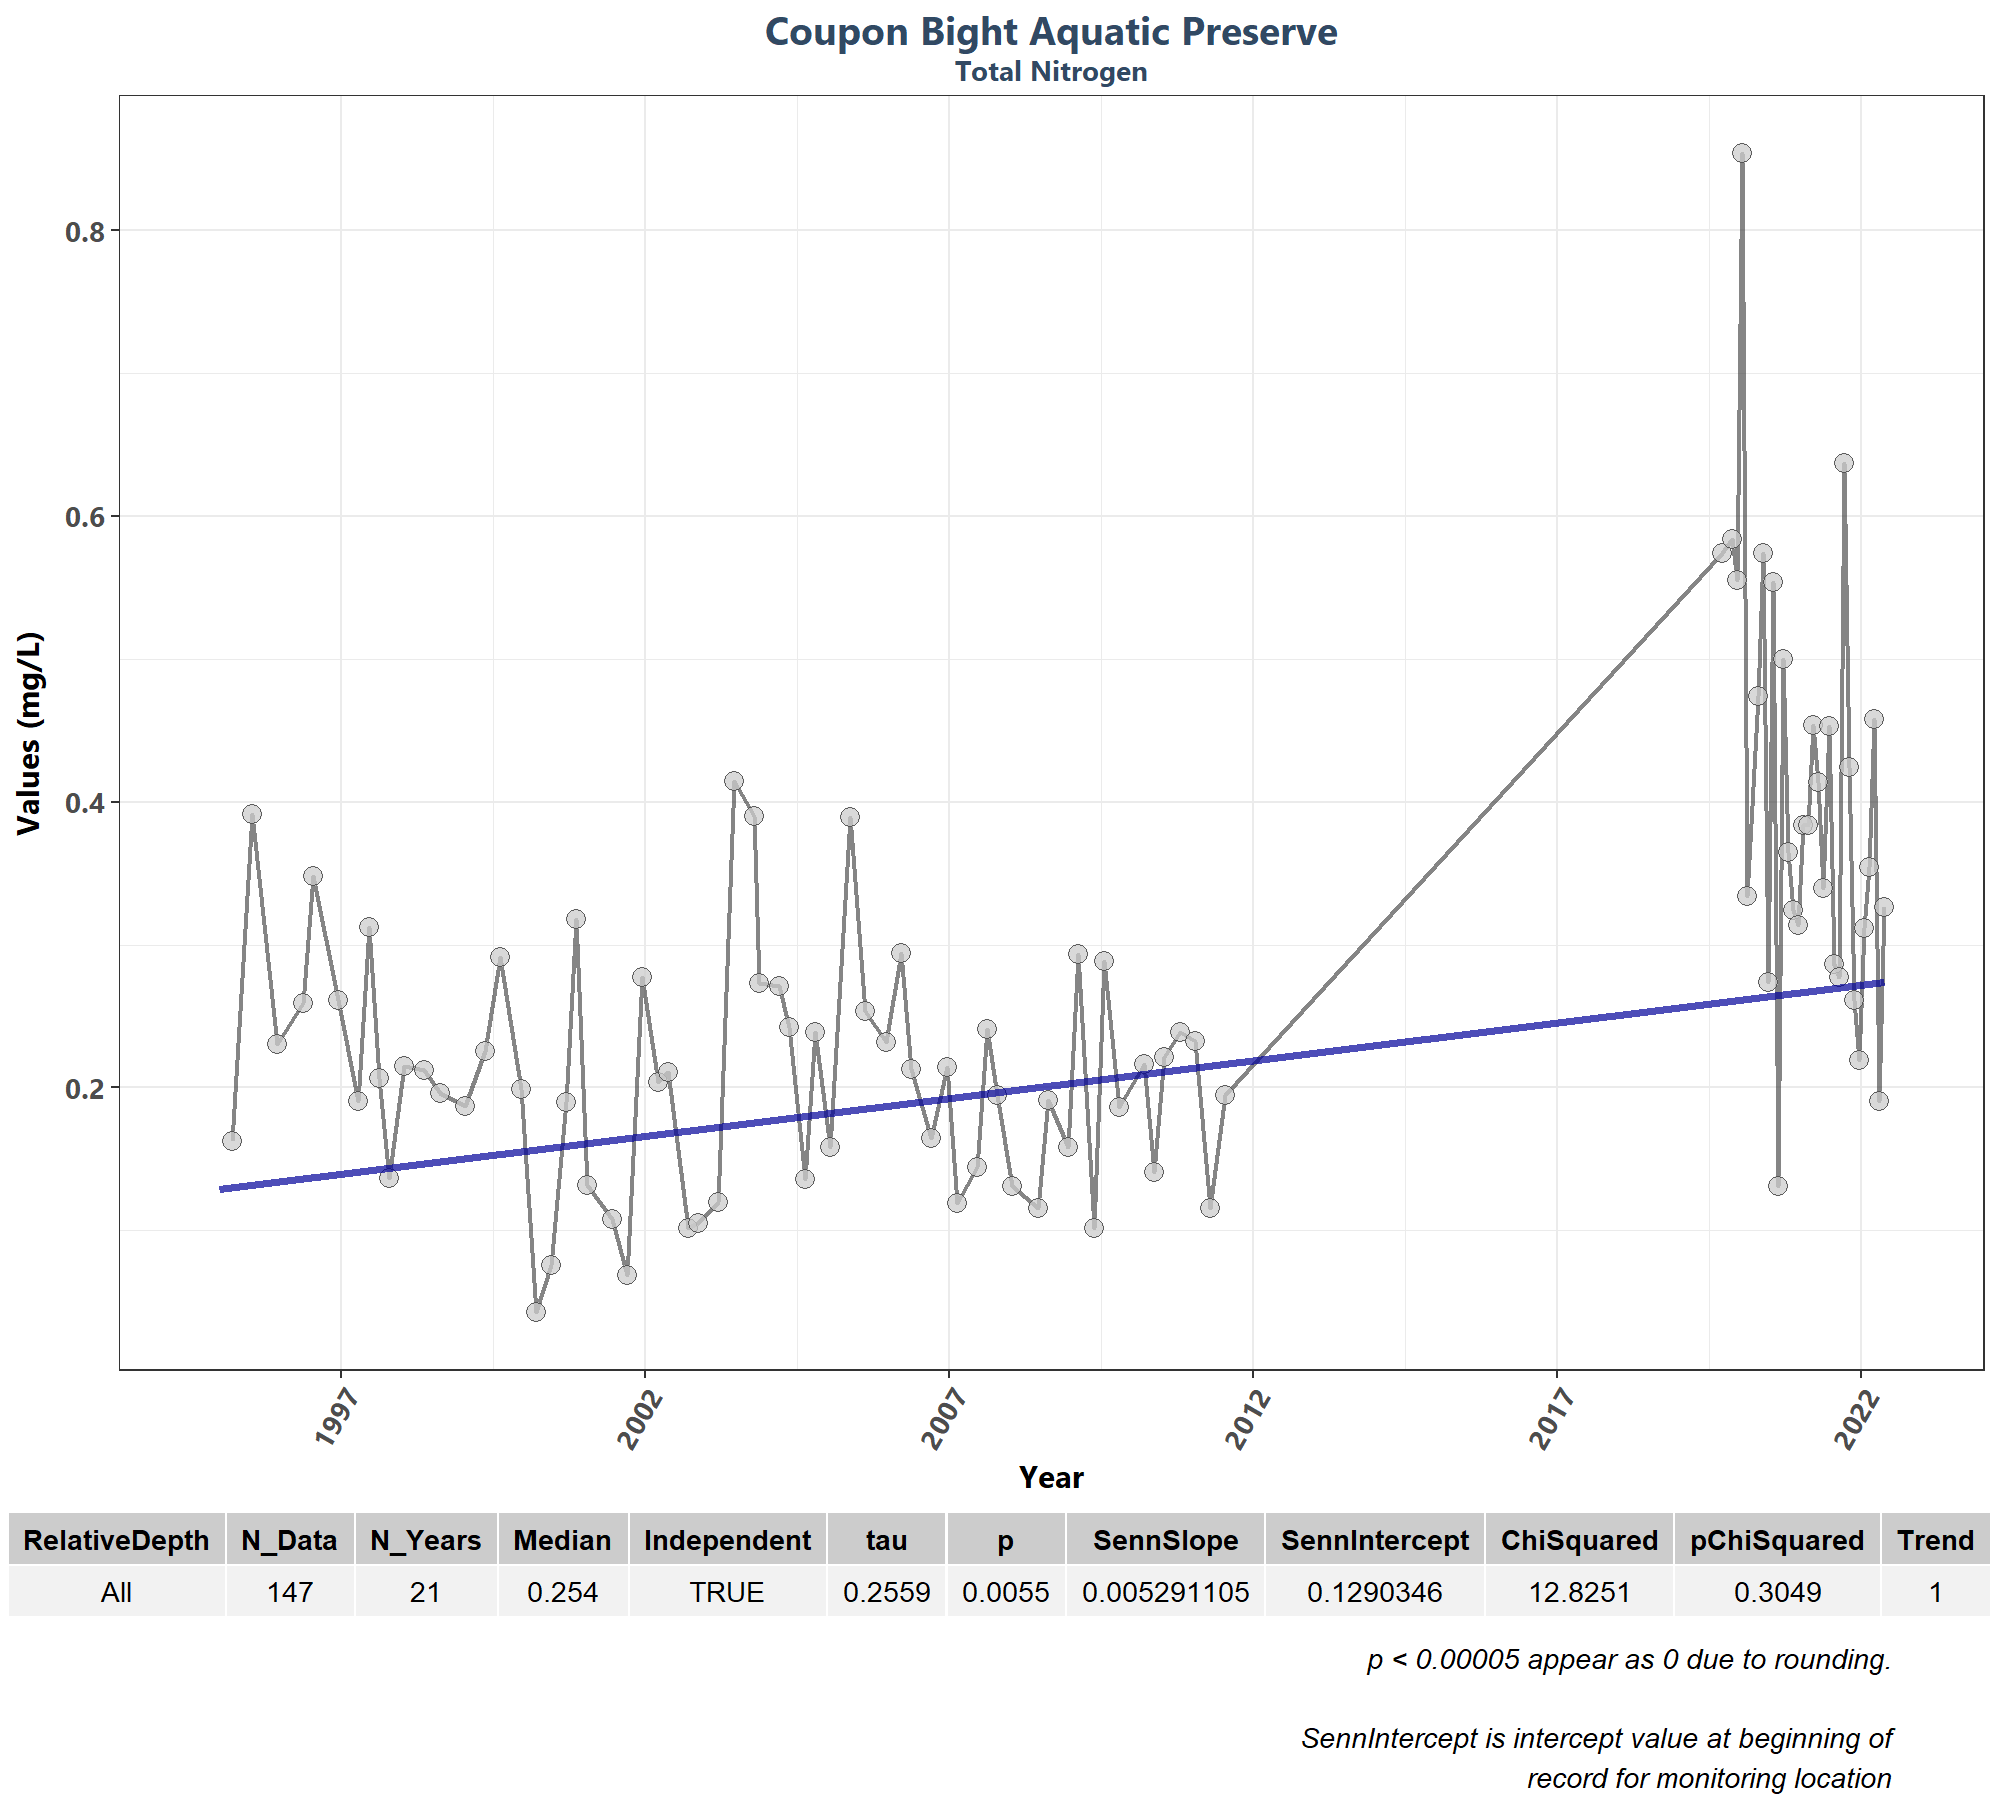 Coupon Bight Aquatic Preserve
Total Nitrogen
Values (mg/L)
0.8
0.6
0.4
0.2
1997 2002 2007 2012 2017 2022
Year
RelativeDepth N_Data N_Years Median Independent tau p SennSlope SennIntercept ChiSquared pChiSquared Trend
All 147 21 0.254 TRUE 0.2559 0.0055 0.005291105 0.1290346 12.8251 0.3049 1
p < 0.00005 appear as 0 due to rounding.
SennIntercept is intercept value at beginning of
record for monitoring location